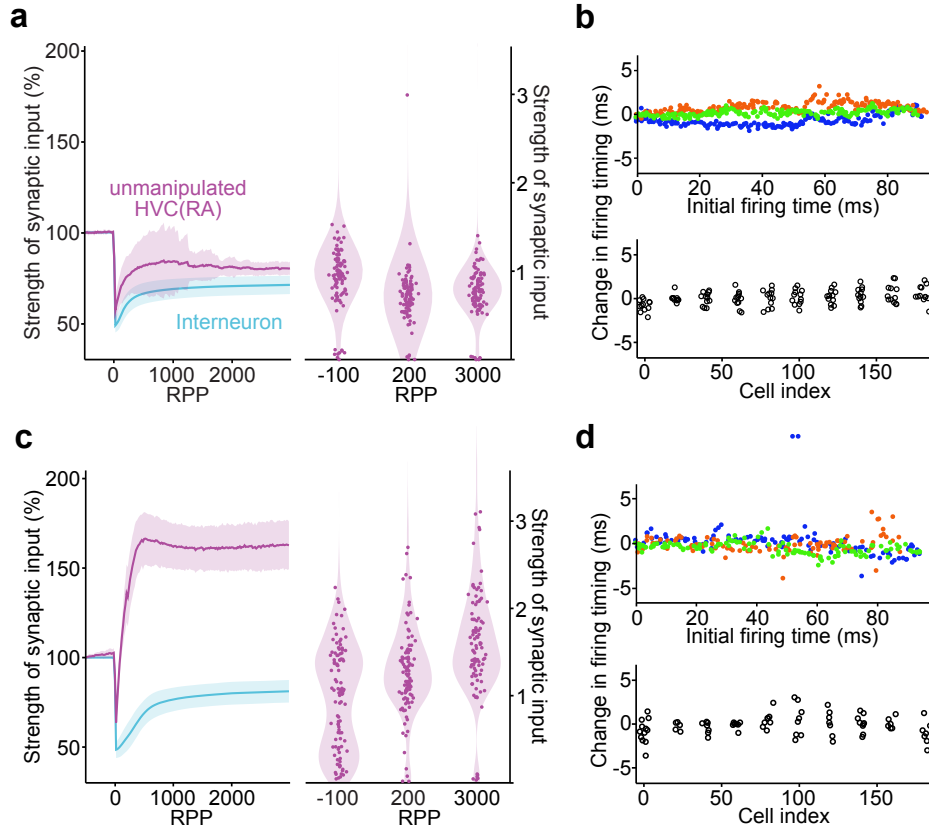 a
200
150
100
50
Strength of synaptic input (%)
unmanipulated
HVC(RA)
Interneuron
0
1000
2000
RPP
3
2
1
Strength of synaptic input
-100
200
3000
RPP
b
5
0
-5
0
20
40
60
80
Initial firing time (ms)
Change in firing timing (ms)
5
0
-5
0
50
100
150
Cell index
c
200
150
100
50
Strength of synaptic input (%)
0
1000
2000
RPP
3
2
1
Strength of synaptic input
-100
200
3000
RPP
d
5
0
-5
0
20
40
60
80
Initial firing time (ms)
Change in firing timing (ms)
5
0
-5
0
50
100
150
Cell index